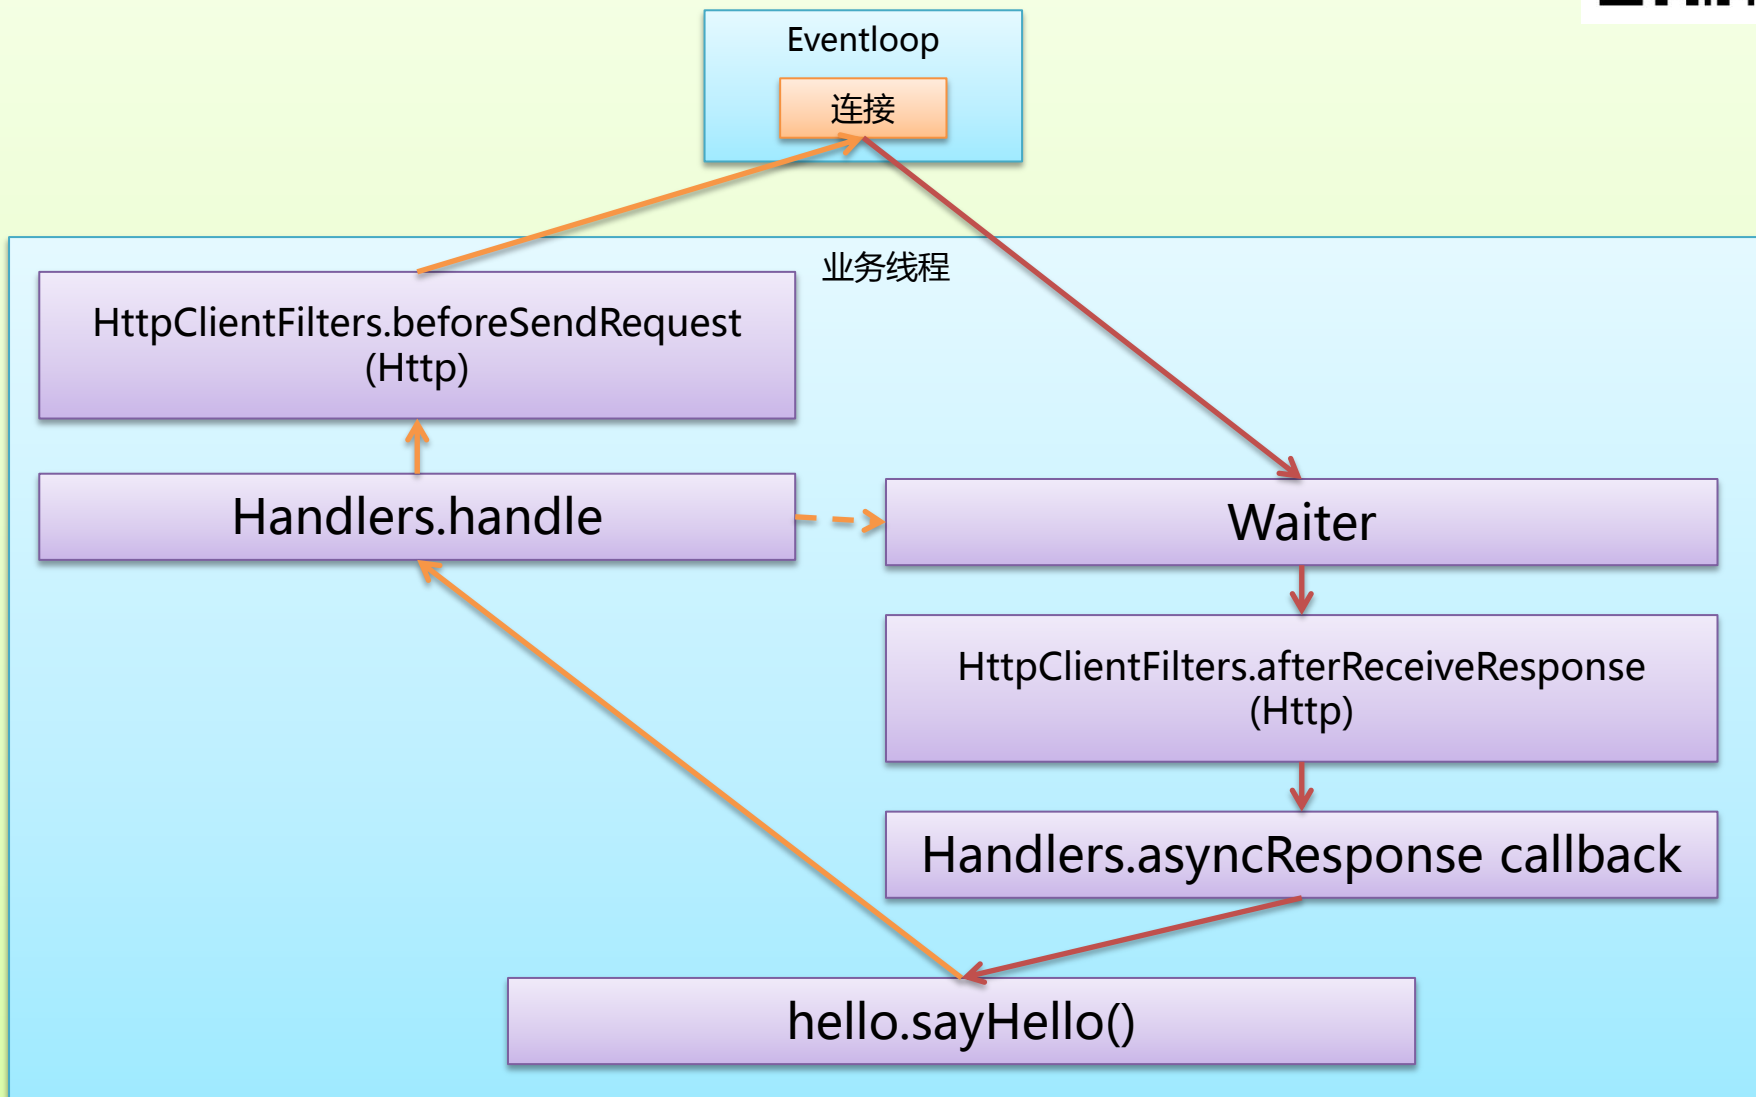 Eventloop
连接
业务线程
HttpClientFilters.beforeSendRequest
(Http)
Handlers.handle
Waiter
HttpClientFilters.afterReceiveResponse
(Http)
Handlers.asyncResponse callback
hello.sayHello()